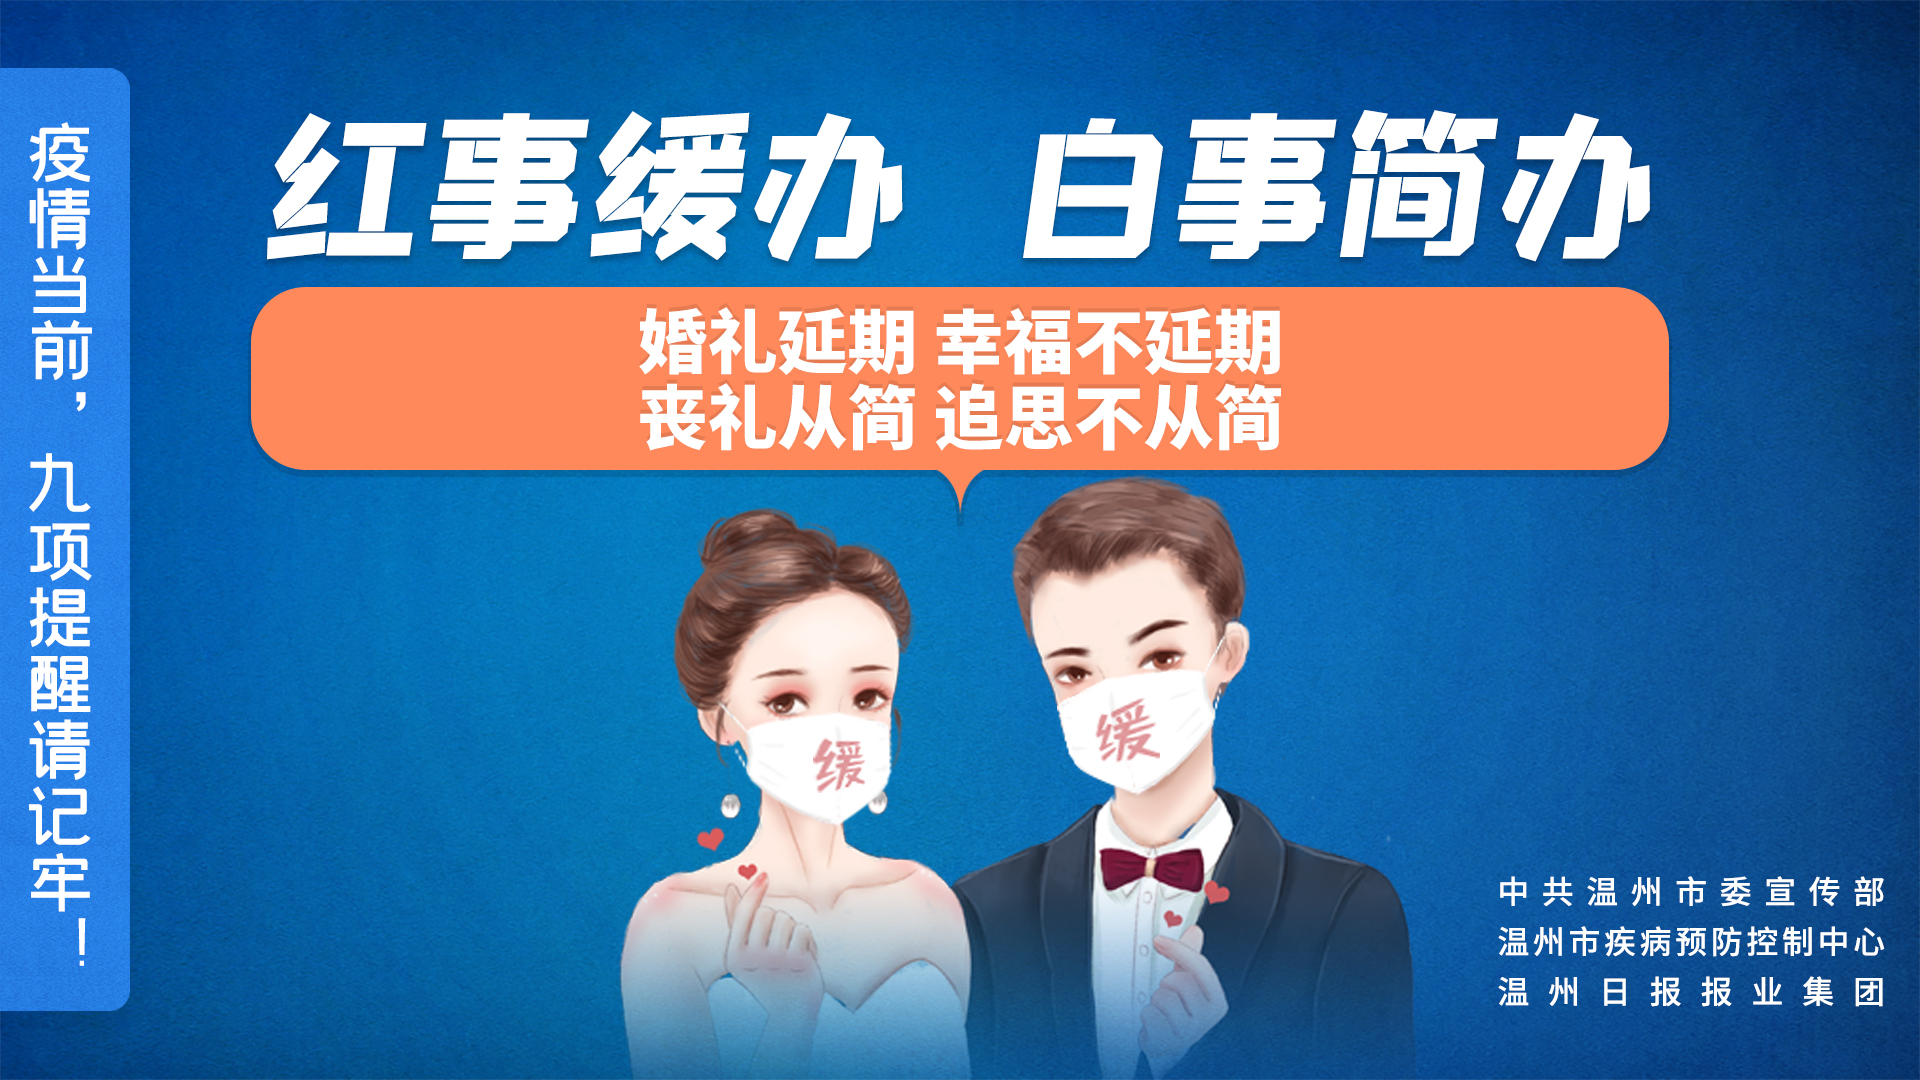 疫情当前，九项提醒请记牢！
红事缓办 白事简办
婚礼延期 幸福不延期
丧礼从简 追思不从简
缓
缓
中共温州市委宣传部
温州市疾病预防控制中心
温州日报报业集团